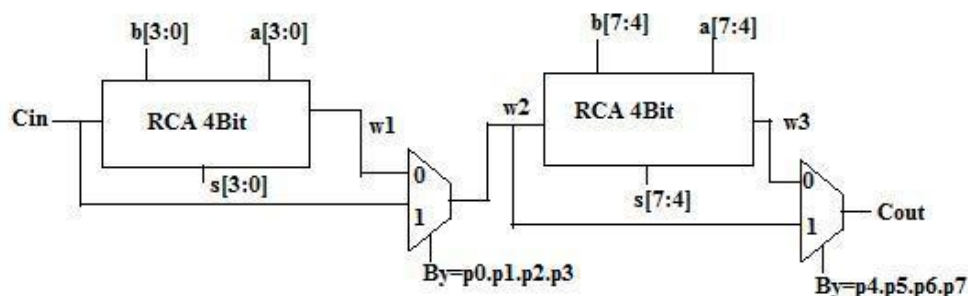 b[3:0]
a[3:0]
b[7:4]
a[7:4]
Cin
RCA 4Bit
w1
w2
RCA 4Bit
w3
s[3:0]
0
1
s[7:4]
0
1
Cout
By=p0.p1.p2.p3
By=p4.p5.p6.p7